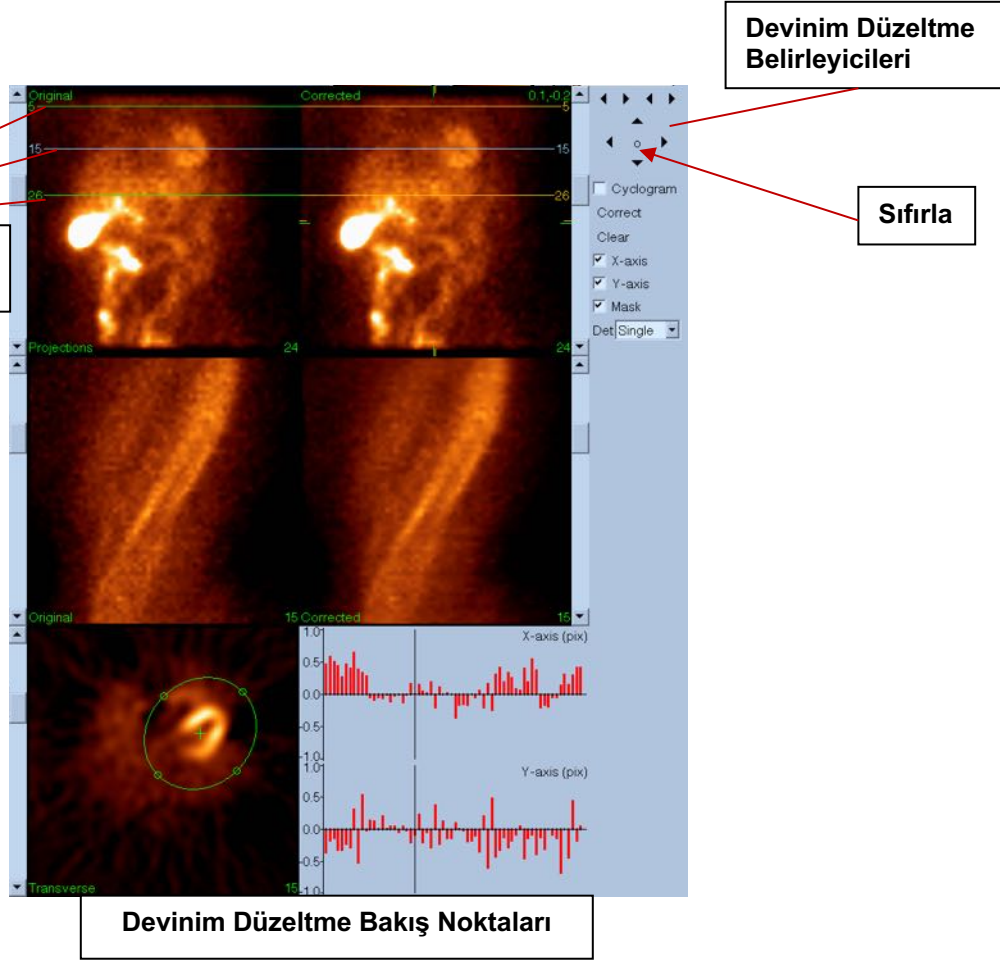 Devinim Düzeltme
Belirleyicileri
Original
Corrected
0.1,-0.2
5
5
15
15
26
26
Cyclogram
Correct
Clear
X-axis
Y-axis
Mask
Det Single
Sıfırla
Projections
24
24
Original
15
Corrected
15
1.0
X-axis (pix)
0.5
0.0
-0.5
-1.0
1.0
Y-axis (pix)
0.5
0.0
-0.5
-1.0
Transverse
15
Devinim Düzeltme Bakış Noktaları